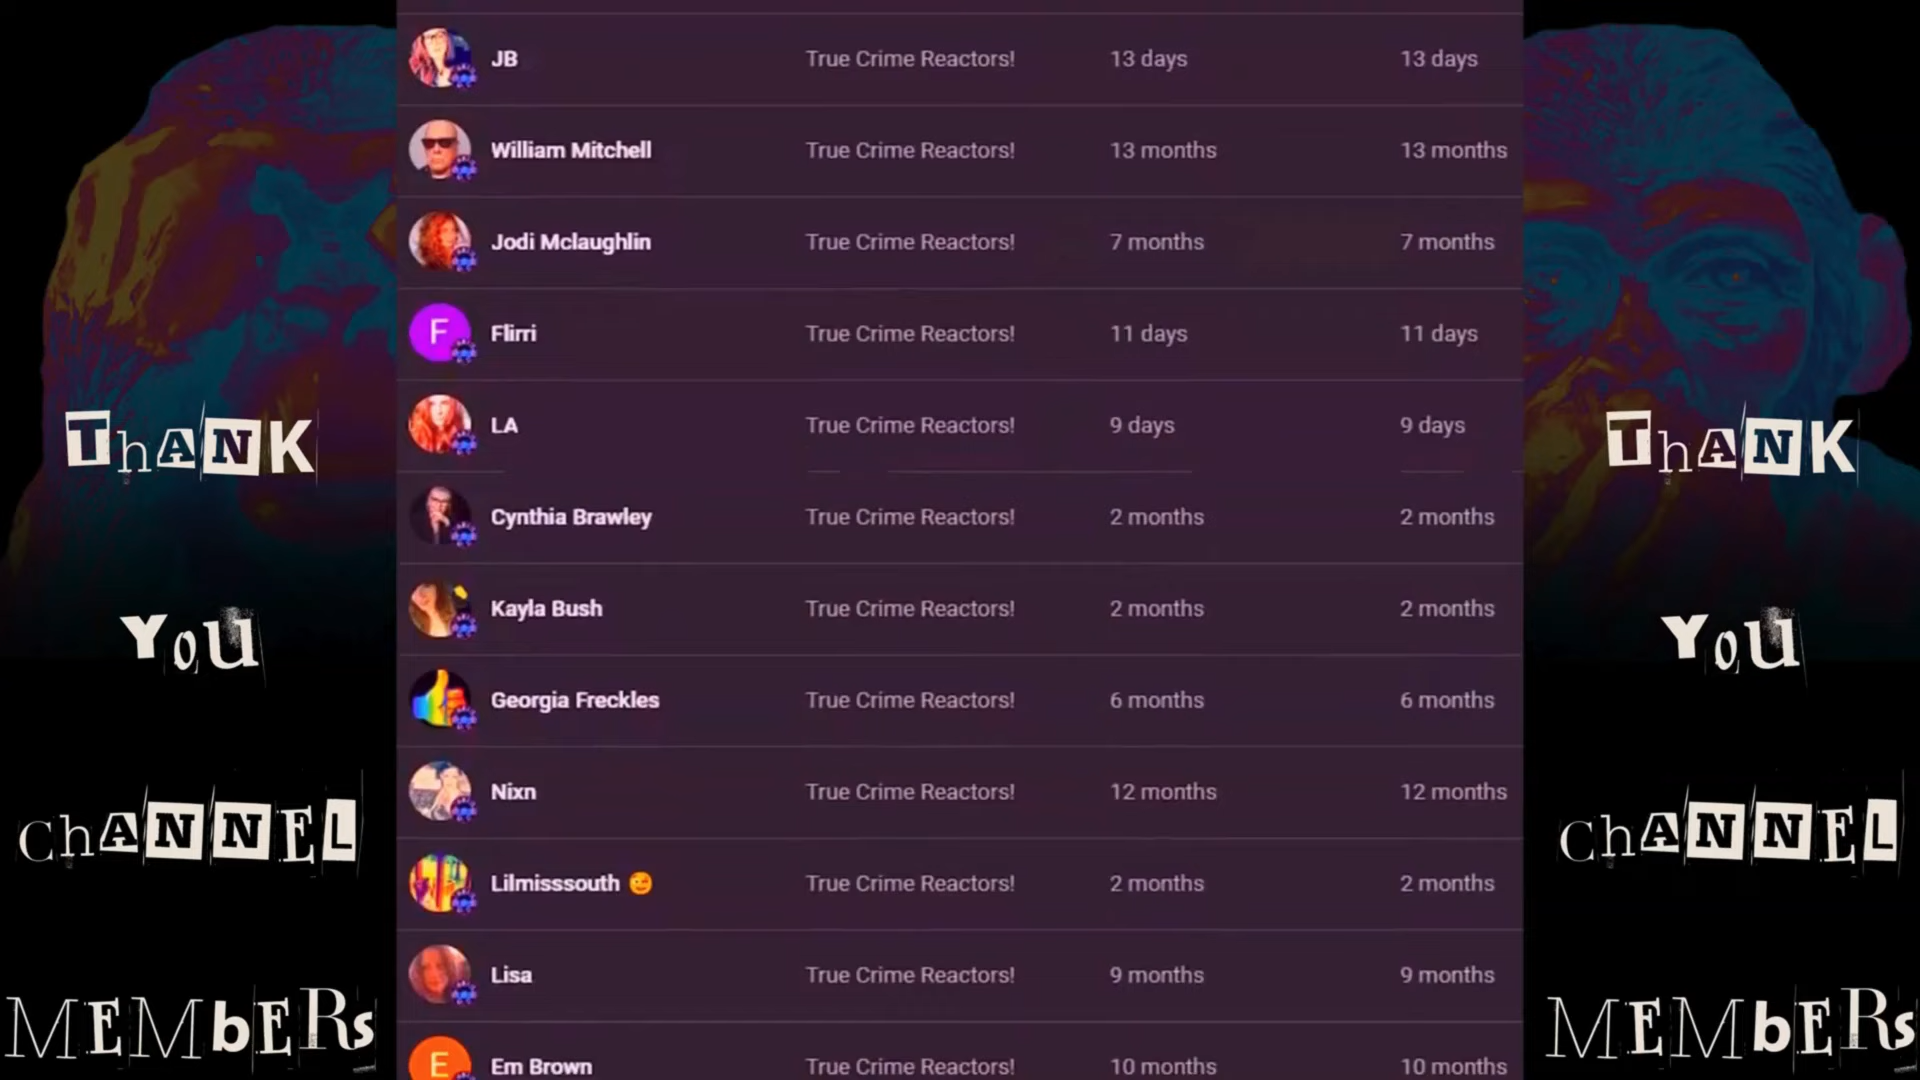 JB True Crime Reactors! 13 days 13 days
William Mitchell True Crime Reactors! 13 months 13 months
Jodi Mclaughlin True Crime Reactors! 7 months 7 months
F Flirri True Crime Reactors! 11 days 11 days
LA True Crime Reactors! 9 days 9 days
Cynthia Brawley True Crime Reactors! 2 months 2 months
Kayla Bush True Crime Reactors! 2 months 2 months
Georgia Freckles True Crime Reactors! 6 months 6 months
Nixn True Crime Reactors! 12 months 12 months
Lilmisssouth 😉 True Crime Reactors! 2 months 2 months
Lisa True Crime Reactors! 9 months 9 months
E Em Brown True Crime Reactors! 10 months 10 months
ThANK
You
ChANNEL
MEMbERs
ThANK
You
ChANNEL
MEMbERs